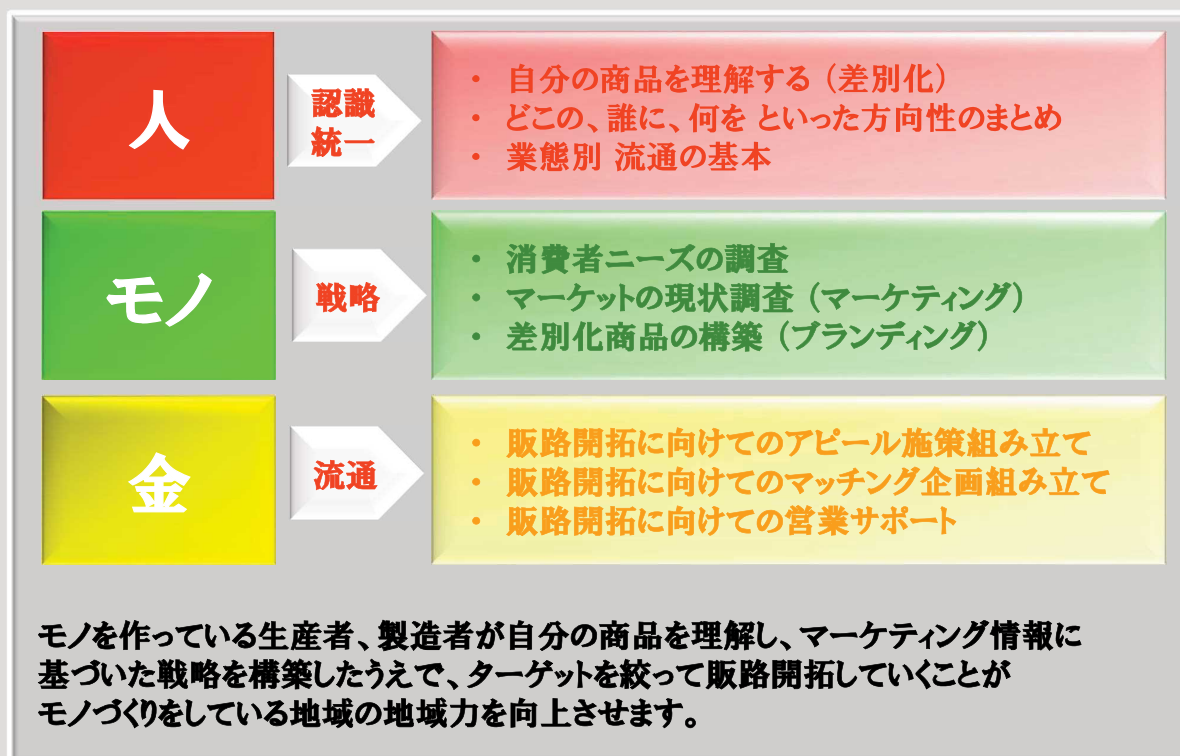 人
認識
統一
・ 自分の商品を理解する（差別化）
・ どこの、誰に、何を といった方向性のまとめ
・ 業態別 流通の基本
モノ
戦略
・ 消費者ニーズの調査
・ マーケットの現状調査（マーケティング）
・ 差別化商品の構築（ブランディング）
金
流通
・ 販路開拓に向けてのアピール施策組み立て
・ 販路開拓に向けてのマッチング企画組み立て
・ 販路開拓に向けての営業サポート
モノを作っている生産者、製造者が自分の商品を理解し、マーケティング情報に
基づいた戦略を構築したうえで、ターゲットを絞って販路開拓していくことが
モノづくりをしている地域の地域力を向上させます。